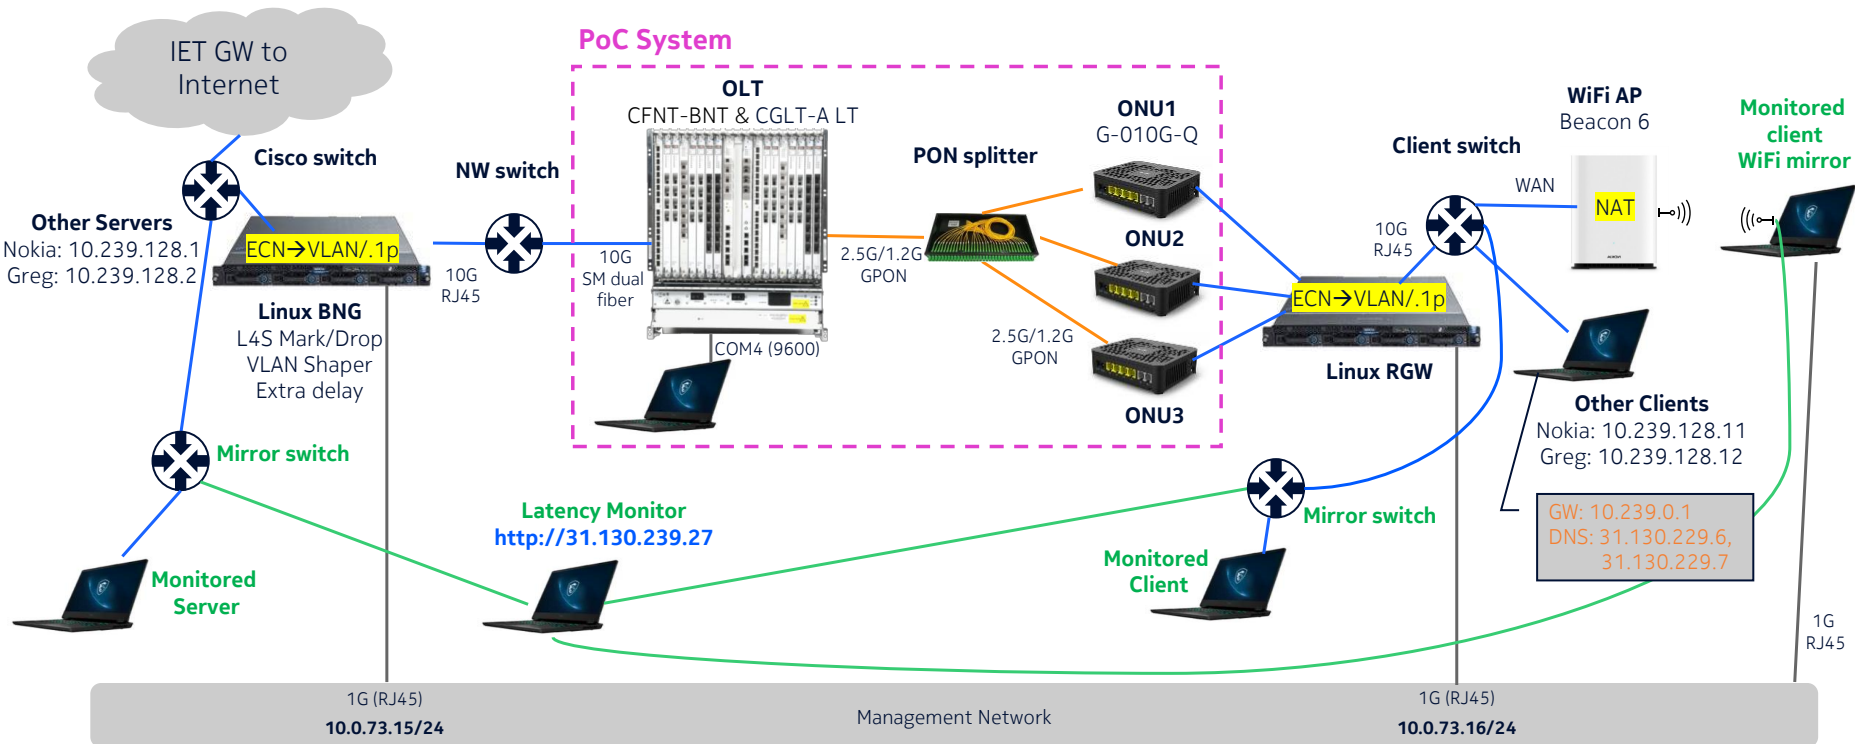 IET GW to
Internet
PoC System
OLT
CFNT-BNT & CGLT-A LT
ONU1
G-010G-Q
WiFi AP
Beacon 6
Monitored
client
WiFi mirror
Cisco switch
NW switch
PON splitter
Client switch
WAN
NAT
Other Servers
Nokia: 10.239.128.1
Greg: 10.239.128.2
ECN→VLAN/.1p
10G
RJ45
10G
SM dual
fiber
2.5G/1.2G
GPON
ONU2
10G
RJ45
ECN→VLAN/.1p
Linux BNG
L4S Mark/Drop
VLAN Shaper
Extra delay
COM4 (9600)
2.5G/1.2G
GPON
ONU3
Linux RGW
Other Clients
Nokia: 10.239.128.11
Greg: 10.239.128.12
Mirror switch
Latency Monitor
http://31.130.239.27
Mirror switch
GW: 10.239.0.1
DNS: 31.130.229.6,
31.130.229.7
Monitored
Server
Monitored
Client
1G
RJ45
1G (RJ45)
10.0.73.15/24
Management Network
1G (RJ45)
10.0.73.16/24